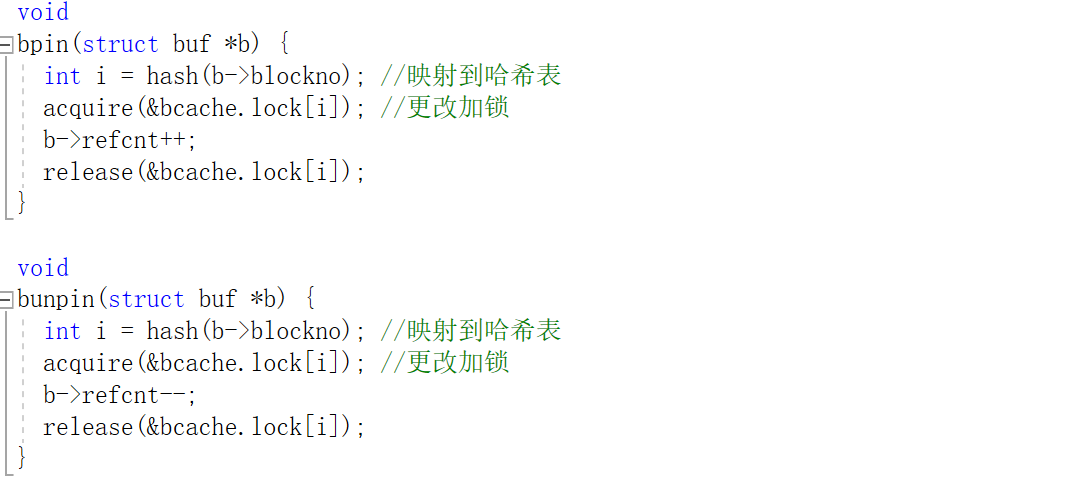 void
bpin(struct buf *b) {
int i = hash(b->blockno); //映射到哈希表
acquire(&bcache.lock[i]); //更改加锁
b->refcnt++;
release(&bcache.lock[i]);
}
void
bunpin(struct buf *b) {
int i = hash(b->blockno); //映射到哈希表
acquire(&bcache.lock[i]); //更改加锁
b->refcnt--;
release(&bcache.lock[i]);
}